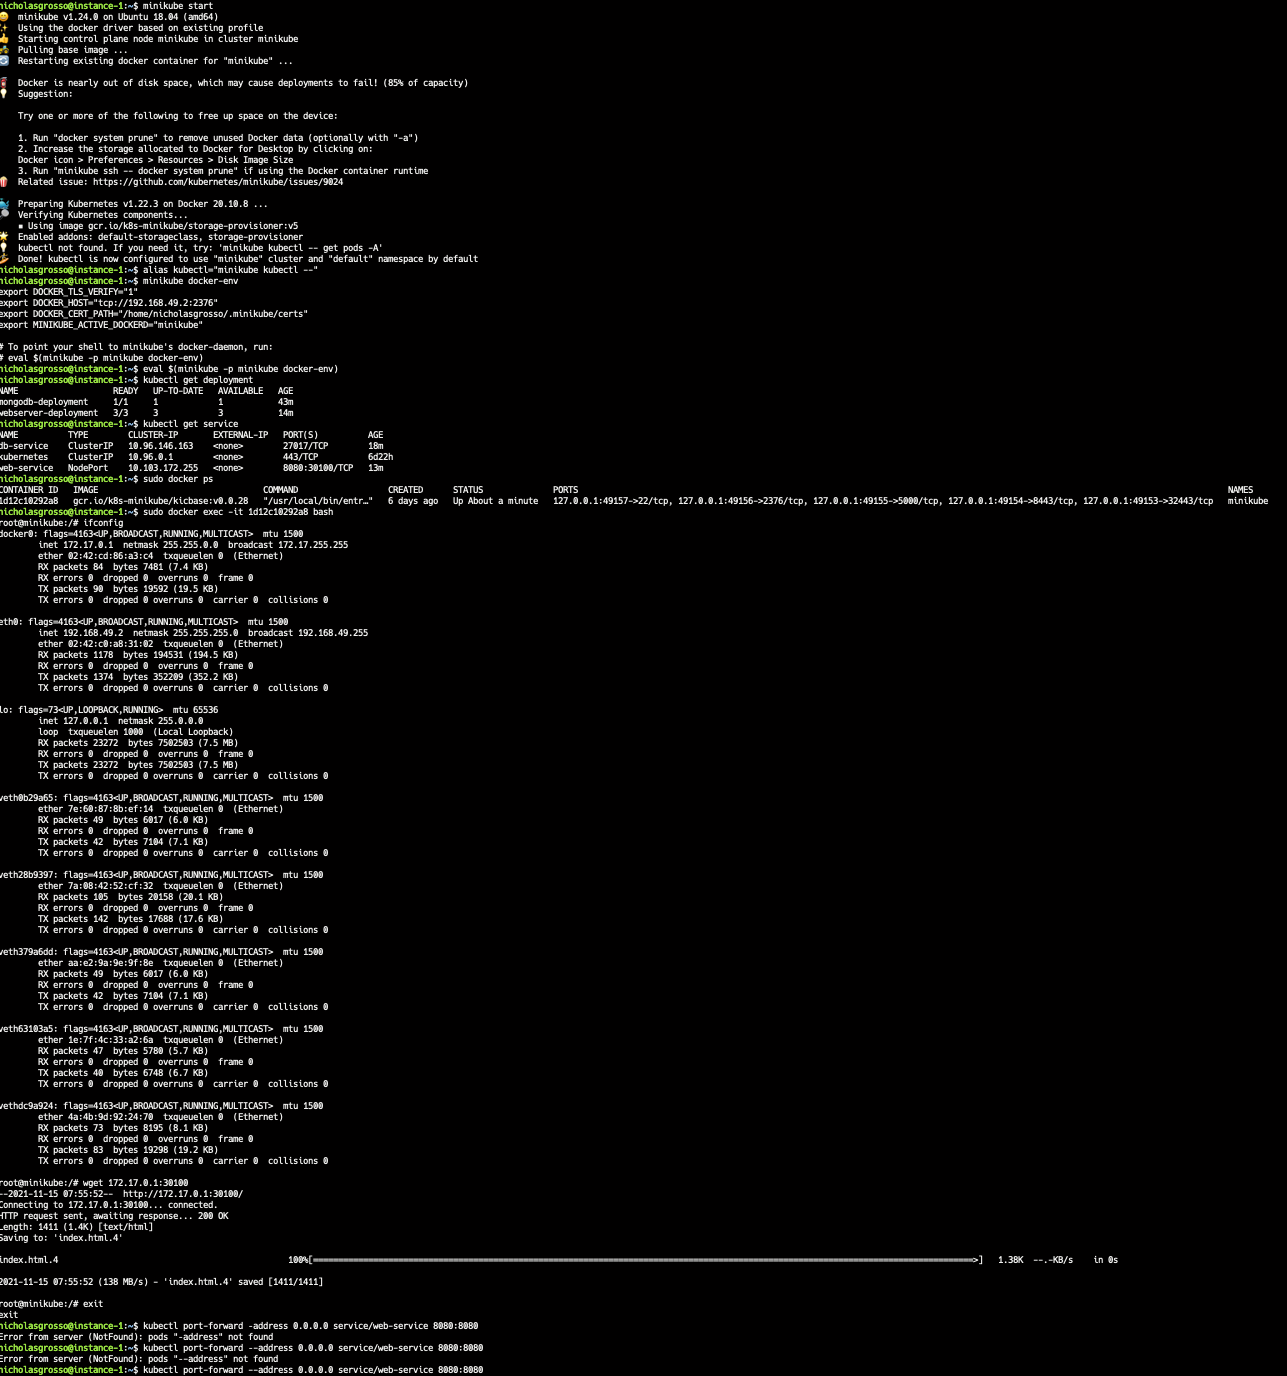 nicholasgrosso@instance-1:~$ minikube start
minikube v1.24.0 on Ubuntu 18.04 (amd64)
Using the docker driver based on existing profile
Starting control plane node minikube in cluster minikube
Pulling base image ...
Restarting existing docker container for "minikube" ...
Docker is nearly out of disk space, which may cause deployments to fail! (85% of capacity)
Suggestion:
Try one or more of the following to free up space on the device:
1. Run "docker system prune" to remove unused Docker data (optionally with "-a")
2. Increase the storage allocated to Docker for Desktop by clicking on:
Docker icon > Preferences > Resources > Disk Image Size
3. Run "minikube ssh -- docker system prune" if using the Docker container runtime
Related issue: https://github.com/kubernetes/minikube/issues/9024
Preparing Kubernetes v1.22.3 on Docker 20.10.8 ...
Verifying Kubernetes components...
▪ Using image gcr.io/k8s-minikube/storage-provisioner:v5
Enabled addons: default-storageclass, storage-provisioner
kubectl not found. If you need it, try: 'minikube kubectl -- get pods -A'
Done! kubectl is now configured to use "minikube" cluster and "default" namespace by default
nicholasgrosso@instance-1:~$ alias kubectl="minikube kubectl --"
nicholasgrosso@instance-1:~$ minikube docker-env
export DOCKER_TLS_VERIFY="1"
export DOCKER_HOST="tcp://192.168.49.2:2376"
export DOCKER_CERT_PATH="/home/nicholasgrosso/.minikube/certs"
export MINIKUBE_ACTIVE_DOCKERD="minikube"
# To point your shell to minikube's docker-daemon, run:
# eval $(minikube -p minikube docker-env)
nicholasgrosso@instance-1:~$ eval $(minikube -p minikube docker-env)
nicholasgrosso@instance-1:~$ kubectl get deployment
NAME READY UP-TO-DATE AVAILABLE AGE
mongodb-deployment 1/1 1 1 43m
webserver-deployment 3/3 3 3 14m
nicholasgrosso@instance-1:~$ kubectl get service
NAME TYPE CLUSTER-IP EXTERNAL-IP PORT(S) AGE
db-service ClusterIP 10.96.146.163 <none> 27017/TCP 18m
kubernetes ClusterIP 10.96.0.1 <none> 443/TCP 6d22h
web-service NodePort 10.103.172.255 <none> 8080:30100/TCP 13m
nicholasgrosso@instance-1:~$ sudo docker ps
CONTAINER ID IMAGE COMMAND CREATED STATUS PORTS NAMES
1d12c10292a8 gcr.io/k8s-minikube/kicbase:v0.0.28 "/usr/local/bin/entr…" 6 days ago Up About a minute 127.0.0.1:49157->22/tcp, 127.0.0.1:49156->2376/tcp, 127.0.0.1:49155->5000/tcp, 127.0.0.1:49154->8443/tcp, 127.0.0.1:49153->32443/tcp minikube
nicholasgrosso@instance-1:~$ sudo docker exec -it 1d12c10292a8 bash
root@minikube:/# ifconfig
docker0: flags=4163<UP,BROADCAST,RUNNING,MULTICAST> mtu 1500
inet 172.17.0.1 netmask 255.255.0.0 broadcast 172.17.255.255
ether 02:42:cd:86:a3:c4 txqueuelen 0 (Ethernet)
RX packets 84 bytes 7481 (7.4 KB)
RX errors 0 dropped 0 overruns 0 frame 0
TX packets 90 bytes 19592 (19.5 KB)
TX errors 0 dropped 0 overruns 0 carrier 0 collisions 0
eth0: flags=4163<UP,BROADCAST,RUNNING,MULTICAST> mtu 1500
inet 192.168.49.2 netmask 255.255.255.0 broadcast 192.168.49.255
ether 02:42:c0:a8:31:02 txqueuelen 0 (Ethernet)
RX packets 1178 bytes 194531 (194.5 KB)
RX errors 0 dropped 0 overruns 0 frame 0
TX packets 1374 bytes 352209 (352.2 KB)
TX errors 0 dropped 0 overruns 0 carrier 0 collisions 0
lo: flags=73<UP,LOOPBACK,RUNNING> mtu 65536
inet 127.0.0.1 netmask 255.0.0.0
loop txqueuelen 1000 (Local Loopback)
RX packets 23272 bytes 7502503 (7.5 MB)
RX errors 0 dropped 0 overruns 0 frame 0
TX packets 23272 bytes 7502503 (7.5 MB)
TX errors 0 dropped 0 overruns 0 carrier 0 collisions 0
veth0b29a65: flags=4163<UP,BROADCAST,RUNNING,MULTICAST> mtu 1500
ether 7e:60:87:8b:ef:14 txqueuelen 0 (Ethernet)
RX packets 49 bytes 6017 (6.0 KB)
RX errors 0 dropped 0 overruns 0 frame 0
TX packets 42 bytes 7104 (7.1 KB)
TX errors 0 dropped 0 overruns 0 carrier 0 collisions 0
veth28b9397: flags=4163<UP,BROADCAST,RUNNING,MULTICAST> mtu 1500
ether 7a:08:42:52:cf:32 txqueuelen 0 (Ethernet)
RX packets 105 bytes 20158 (20.1 KB)
RX errors 0 dropped 0 overruns 0 frame 0
TX packets 142 bytes 17688 (17.6 KB)
TX errors 0 dropped 0 overruns 0 carrier 0 collisions 0
veth379a6dd: flags=4163<UP,BROADCAST,RUNNING,MULTICAST> mtu 1500
ether aa:e2:9a:9e:9f:8e txqueuelen 0 (Ethernet)
RX packets 49 bytes 6017 (6.0 KB)
RX errors 0 dropped 0 overruns 0 frame 0
TX packets 42 bytes 7104 (7.1 KB)
TX errors 0 dropped 0 overruns 0 carrier 0 collisions 0
veth63103a5: flags=4163<UP,BROADCAST,RUNNING,MULTICAST> mtu 1500
ether 1e:7f:4c:33:a2:6a txqueuelen 0 (Ethernet)
RX packets 47 bytes 5780 (5.7 KB)
RX errors 0 dropped 0 overruns 0 frame 0
TX packets 40 bytes 6748 (6.7 KB)
TX errors 0 dropped 0 overruns 0 carrier 0 collisions 0
vethdc9a924: flags=4163<UP,BROADCAST,RUNNING,MULTICAST> mtu 1500
ether 4a:4b:9d:92:24:70 txqueuelen 0 (Ethernet)
RX packets 73 bytes 8195 (8.1 KB)
RX errors 0 dropped 0 overruns 0 frame 0
TX packets 83 bytes 19298 (19.2 KB)
TX errors 0 dropped 0 overruns 0 carrier 0 collisions 0
root@minikube:/# wget 172.17.0.1:30100
--2021-11-15 07:55:52-- http://172.17.0.1:30100/
Connecting to 172.17.0.1:30100... connected.
HTTP request sent, awaiting response... 200 OK
Length: 1411 (1.4K) [text/html]
Saving to: 'index.html.4'
index.html.4 100%[===================>] 1.38K --.-KB/s in 0s
2021-11-15 07:55:52 (138 MB/s) - 'index.html.4' saved [1411/1411]
root@minikube:/# exit
exit
nicholasgrosso@instance-1:~$ kubectl port-forward -address 0.0.0.0 service/web-service 8080:8080
Error from server (NotFound): pods "-address" not found
nicholasgrosso@instance-1:~$ kubectl port-forward --address 0.0.0.0 service/web-service 8080:8080
Error from server (NotFound): pods "--address" not found
nicholasgrosso@instance-1:~$ kubectl port-forward --address 0.0.0.0 service/web-service 8080:8080